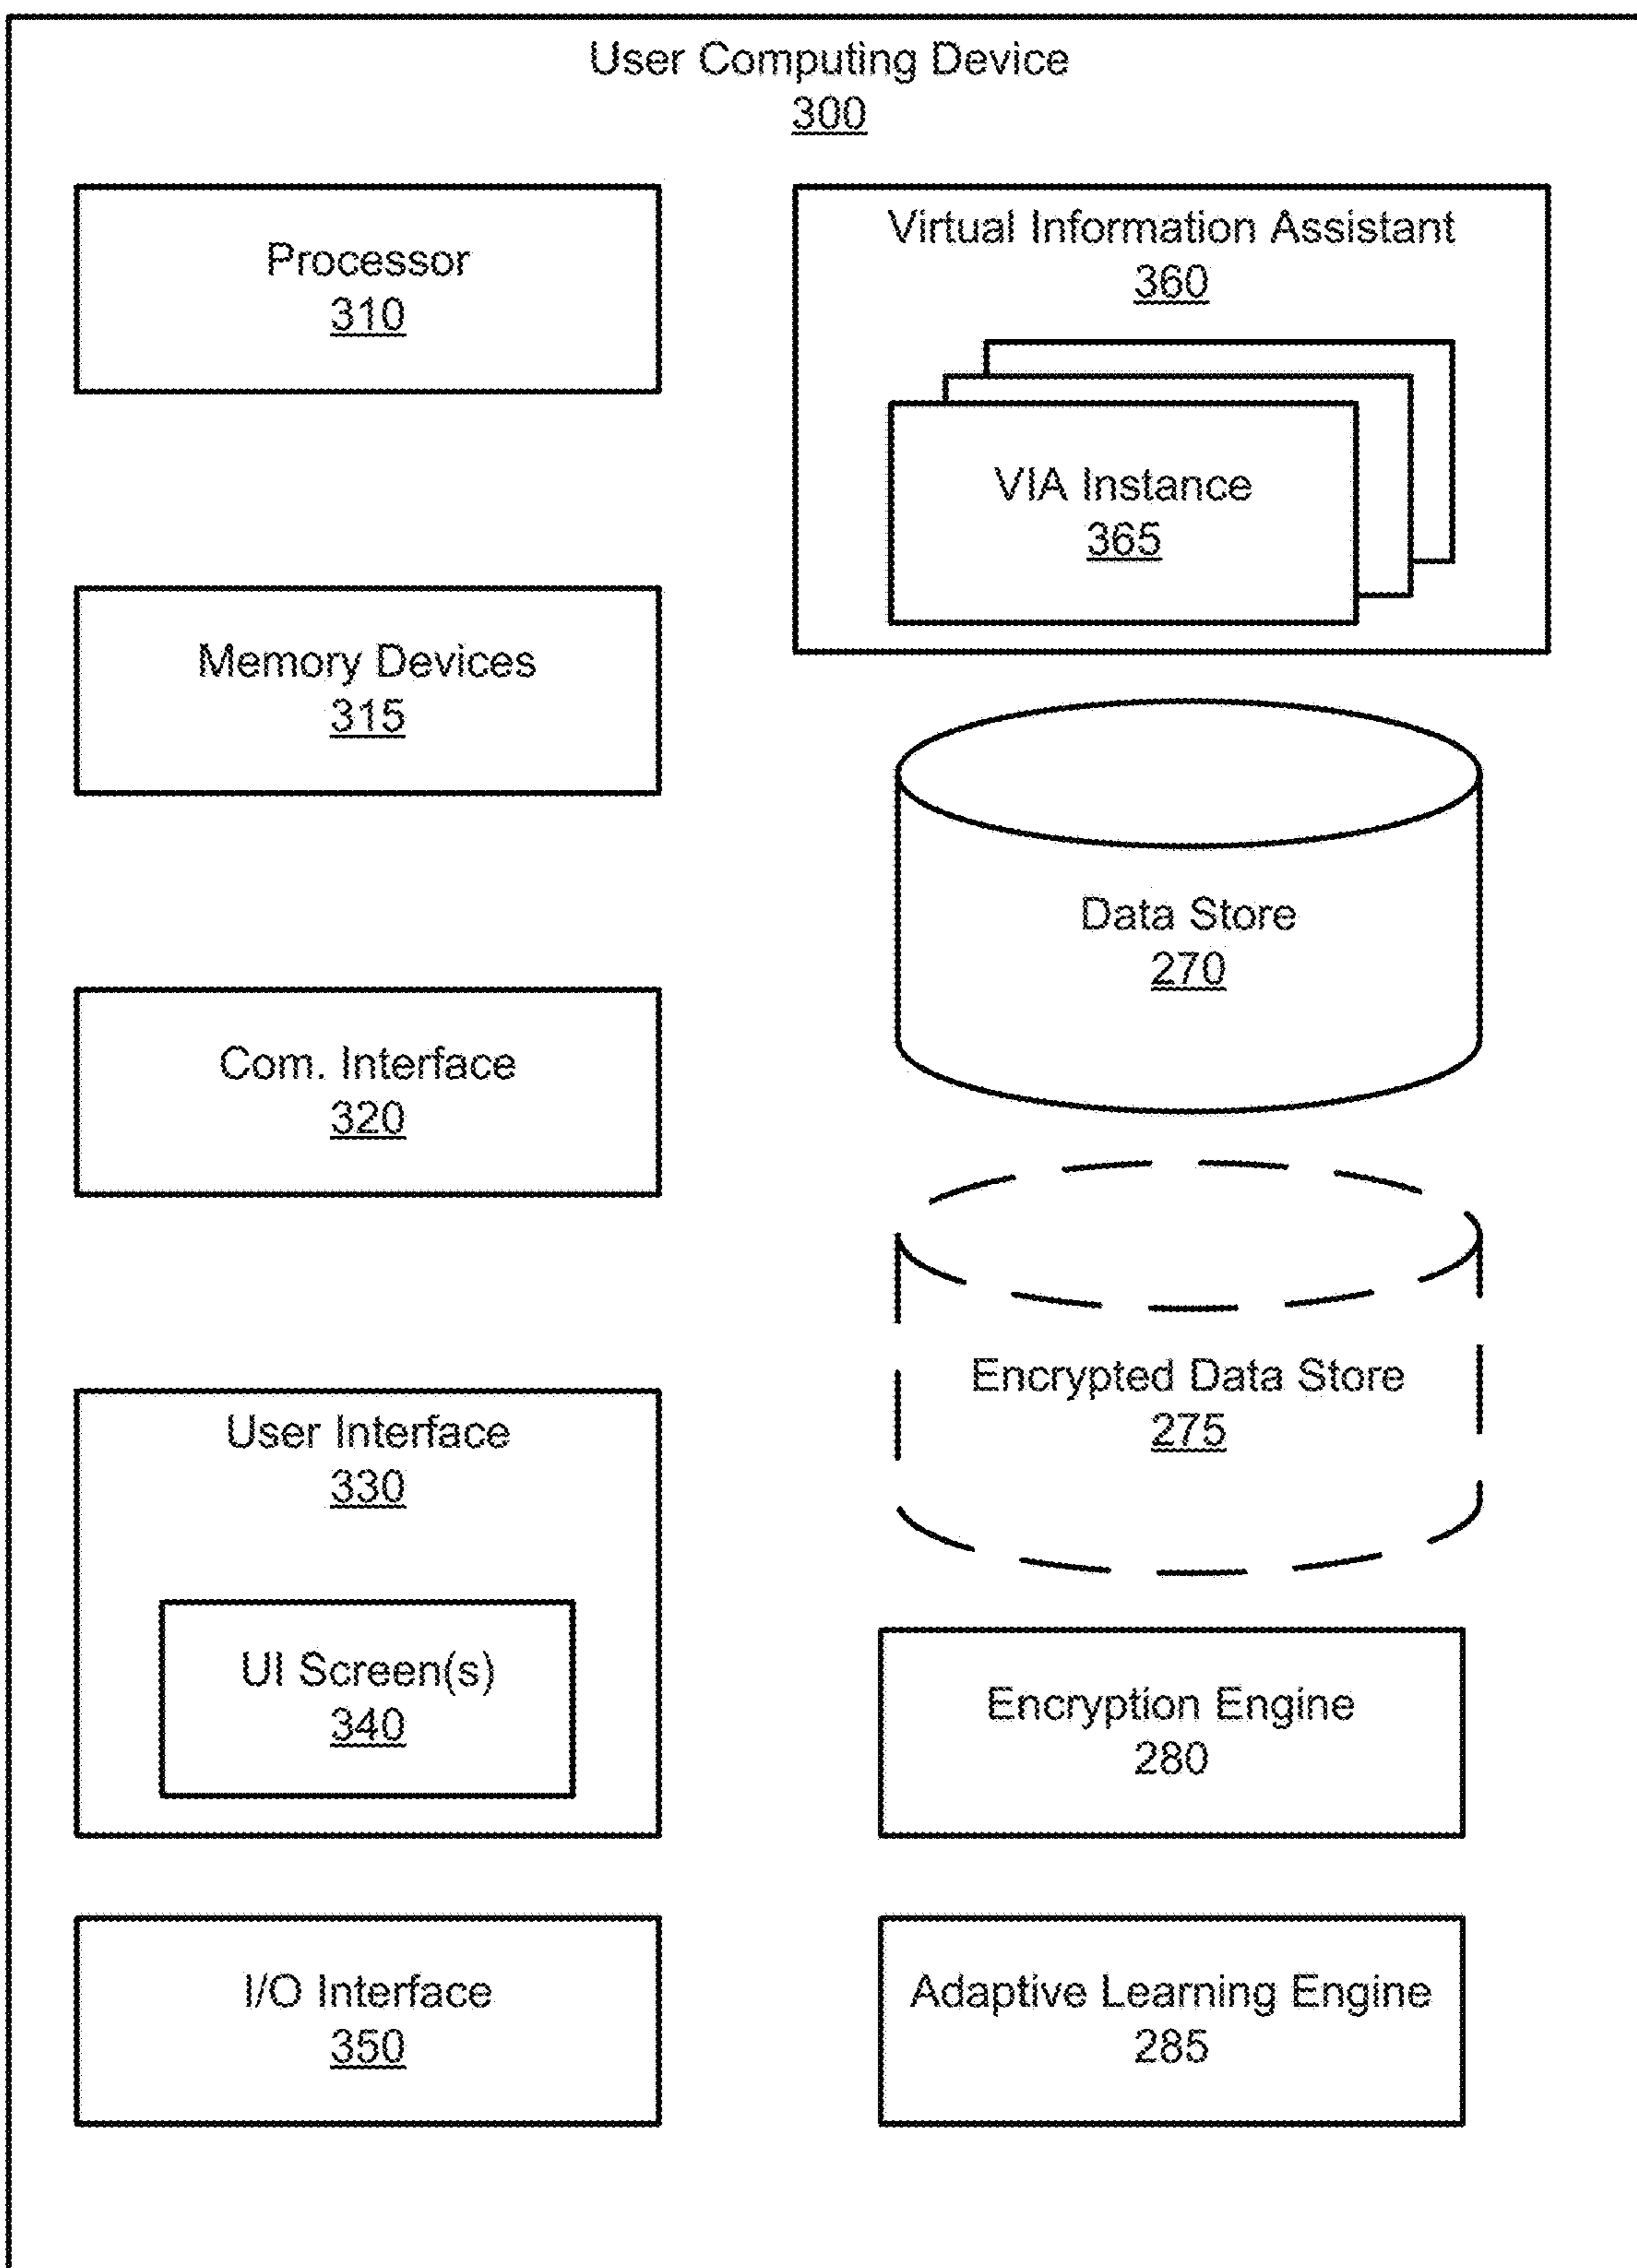 User Computing Device
300
Processor
310
Memory Devices
315
Com. Interface
320
User Interface
330
UI Screen(s)
340
I/O Interface
350
Virtual Information Assistant
360
VIA Instance
365
Data Store
270
Encrypted Data Store
275
Encryption Engine
280
Adaptive Learning Engine
285